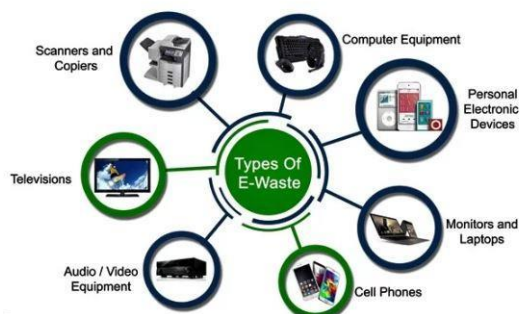 Scanners and
Copiers
Computer Equipment
Personal
Electronic
Devices
Types Of
E-Waste
Televisions
Monitors and
Laptops
Audio / Video
Equipment
Cell Phones